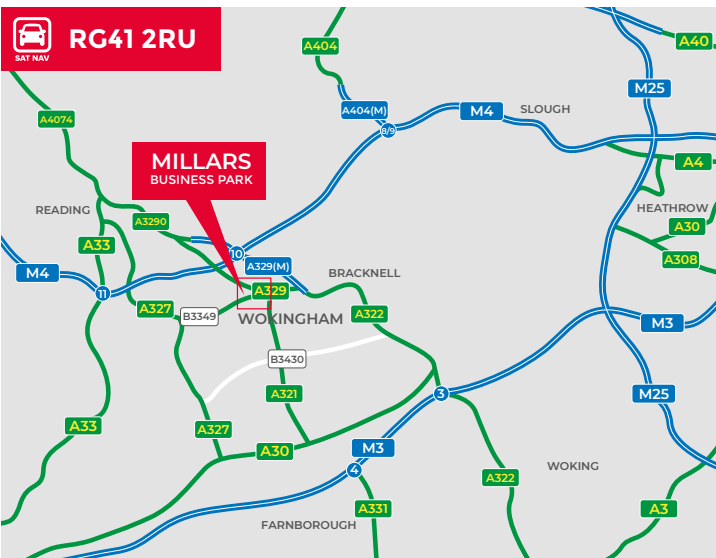 SAT NAV
RG41 2RU
A404
A40
M25
A404(M)
M4
SLOUGH
A4074
8/9
A4
MILLARS
BUSINESS PARK
READING
HEATHROW
A3290
A30
A33
10
A308
M4
A329(M)
BRACKNELL
11
A329
A327
B3349
WOKINGHAM
A322
M3
B3430
A321
3
M25
A33
A327
A30
M3
4
WOKING
A322
A331
A3
FARNBOROUGH